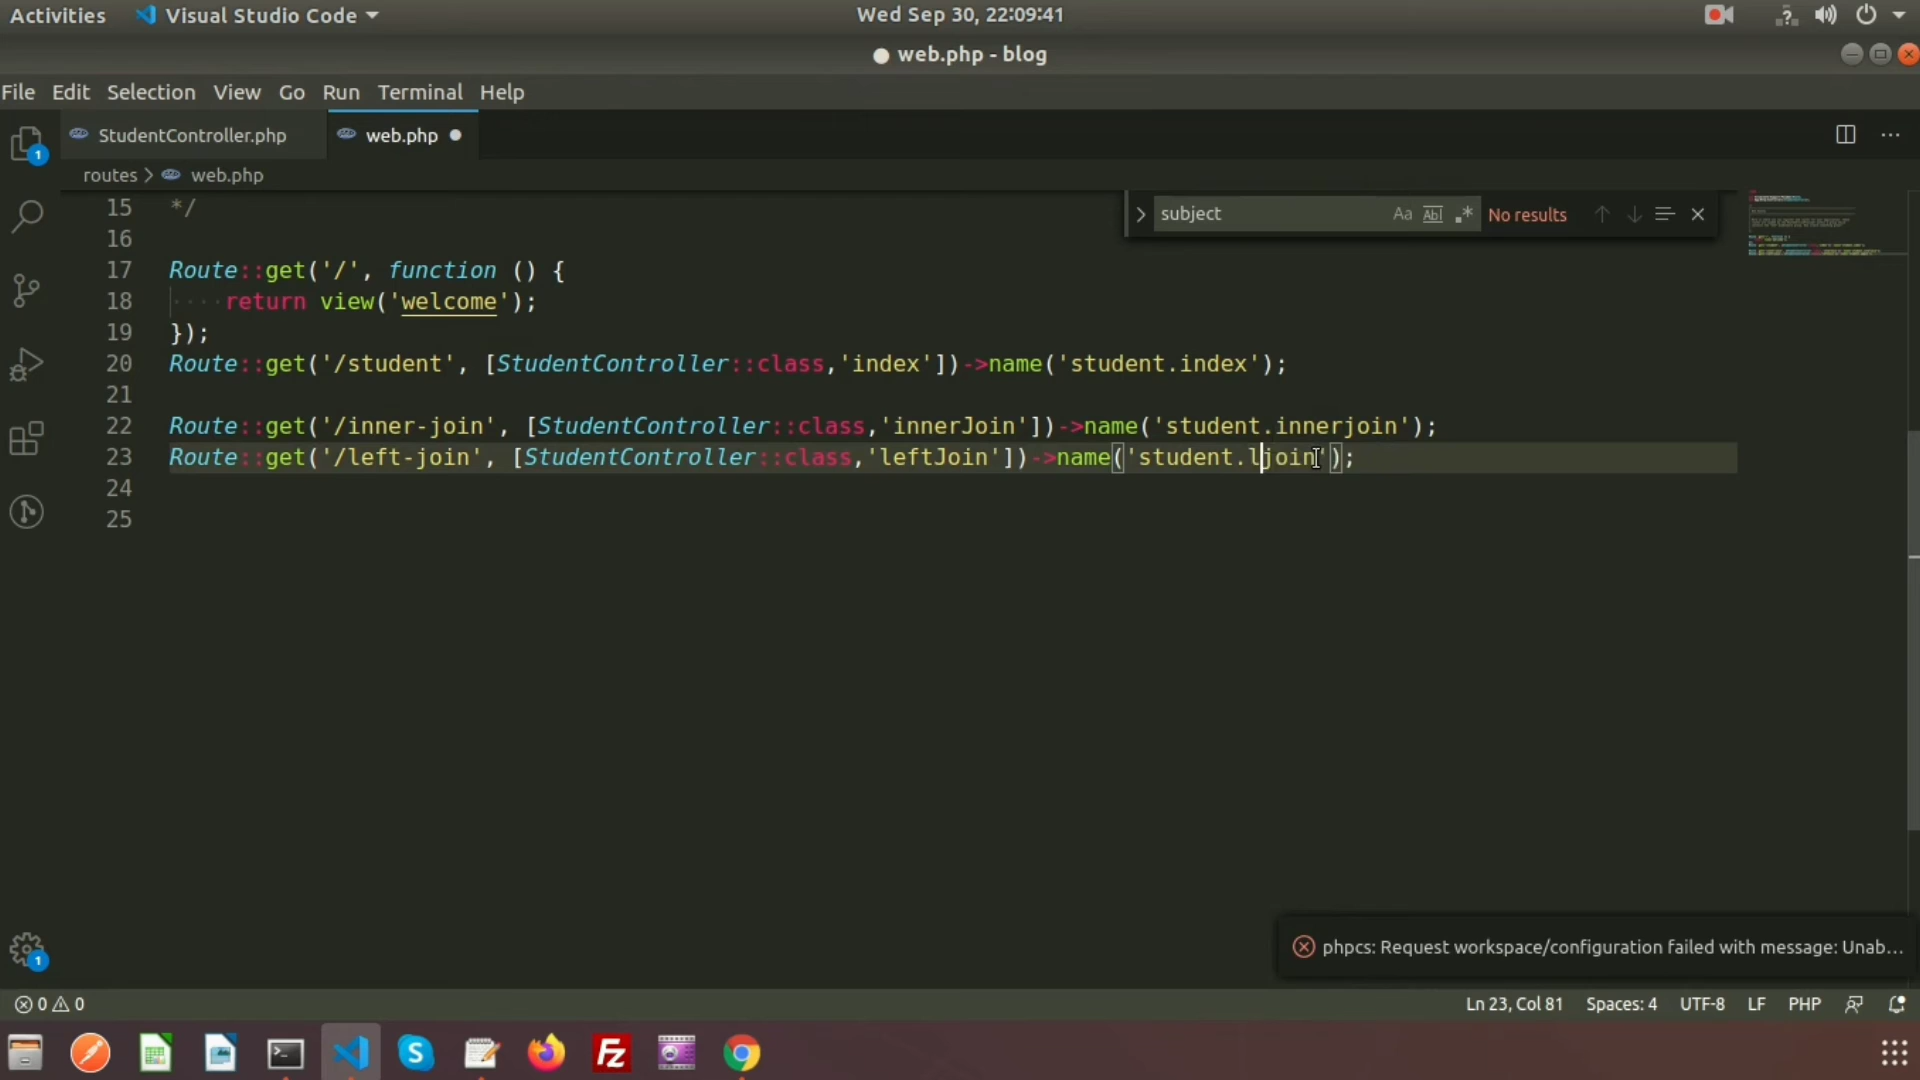 Activities Visual Studio Code Wed Sep 30, 22:09:41
web.php - blog
File Edit Selection View Go Run Terminal Help
StudentController.php web.php
routes > web.php
subject Aa Abl .* No results
15 */
16
17 Route::get('/', function () {
18 ····return view('welcome');
19 });
20 Route::get('/student', [StudentController::class,'index'])->name('student.index');
21
22 Route::get('/inner-join', [StudentController::class,'innerJoin'])->name('student.innerjoin');
23 Route::get('/left-join', [StudentController::class,'leftJoin'])->name('student.ljoin');
24
25
1
1
phpcs: Request workspace/configuration failed with message: Unab...
0 0 Ln 23, Col 81 Spaces: 4 UTF-8 LF PHP